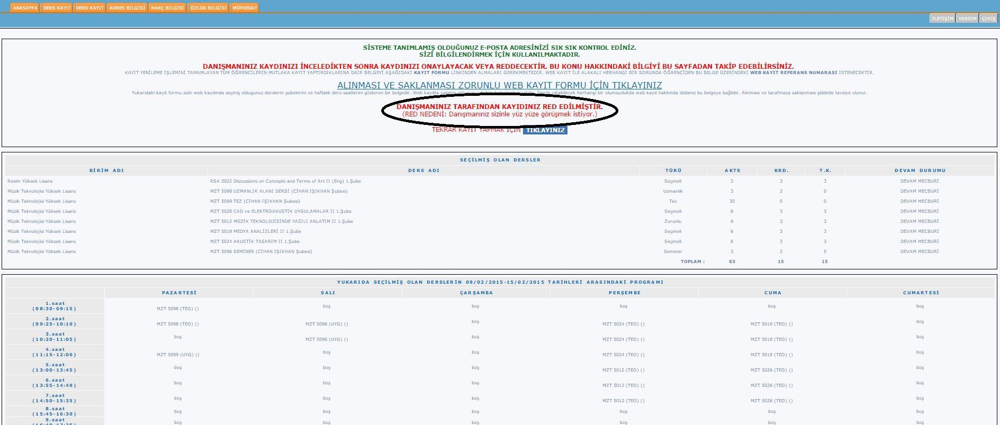 ANASAYFA DERS KAYIT DERS KAYIT ADRES BİLGİSİ HARÇ BİLGİSİ ÖZLÜK BİLGİSİ MÜFREDAT
İLETİŞİM YARDIM ÇIKIŞ
SİSTEME TANIMLAMIŞ OLDUĞUNUZ E-POSTA ADRESİNİZİ SIK SIK KONTROL EDİNİZ.
SİZİ BİLGİLENDİRMEK İÇİN KULLANILMAKTADIR.
DANIŞMANINIZ KAYDINIZI İNCELEDİKTEN SONRA KAYDINIZI ONAYLAYACAK VEYA REDDECEKTİR. BU KONU HAKKINDAKİ BİLGİYİ BU SAYFADAN TAKİP EDEBİLİRSİNİZ.
KAYIT YENİLEME İŞLEMİNİ TAMAMLAYAN TÜM ÖĞRENCİLERİN MUTLAKA KAYIT YAPTIRDIKLARINA DAİR BELGEYİ AŞAĞIDAKİ KAYIT FORMU LİNKİNDEN ALMALARI GEREKMEKTEDİR. WEB KAYIT İLE ALAKALI HERHANGİ BİR SORUNDA ÖĞRENCİDEN BU BELGE ÜZERİNDEKİ WEB KAYIT REFERANS NUMARASI İSTENECEKTİR.
ALINMASI VE SAKLANMASI ZORUNLU WEB KAYIT FORMU İÇİN TIKLAYINIZ
Yukarıdaki kayıt formu sizin web kaydında seçmiş oldugunuz derslerin şubelerini ve haftalık ders saatlerini gösteren bir belgedir. Web kayıtta yapmış oldugunuz bütün İlerde çıkabilecek herhangi bir olumsuzlukda web kayıt hakkında iddianız bu belgeye bağlıdır. Alınması ve tarafınızca saklanması şiddetle tavsiye olunur.
DANIŞMANINIZ TARAFINDAN KAYIDINIZ RED EDİLMİŞTİR.
(RED NEDENİ: Danışmanınız sizinle yüz yüze görüşmek istiyor.)
TEKRAR KAYIT YAPMAK İÇİN TIKLAYINIZ
SEÇİLMİŞ OLAN DERSLER
BİRİM ADI DERS ADI TÜRÜ AKTS KRD. T.K. DEVAM DURUMU
Resim Yüksek Lisans RSA 5022 Discussions on Concepts and Terms of Art II (Eng) 1.Şube Seçmeli 3 3 3 DEVAM MECBURİ
Müzik Teknolojisi Yüksek Lisans MZT 5098 UZMANLIK ALANI DERSİ (CİHAN IŞIKHAN Şubesi) Uzmanlık 3 2 0 DEVAM MECBURİ
Müzik Teknolojisi Yüksek Lisans MZT 5099 TEZ (CİHAN IŞIKHAN Şubesi) Tez 30 0 0 DEVAM MECBURİ
Müzik Teknolojisi Yüksek Lisans MZT 5026 CAD ve ELEKTROAKUSTİK UYGULAMALAR II 1.Şube Seçmeli 6 3 3 DEVAM MECBURİ
Müzik Teknolojisi Yüksek Lisans MZT 5012 MÜZİK TEKNOLOJİSİNDE YAZILI ANLATIM II 1.Şube Zorunlu 6 3 3 DEVAM MECBURİ
Müzik Teknolojisi Yüksek Lisans MZT 5018 MEDYA ANALİZLERİ II 1.Şube Seçmeli 6 3 3 DEVAM MECBURİ
Müzik Teknolojisi Yüksek Lisans MZT 5024 AKUSTİK TASARIM II 1.Şube Seçmeli 6 3 3 DEVAM MECBURİ
Müzik Teknolojisi Yüksek Lisans MZT 5096 SEMİNER (CİHAN IŞIKHAN Şubesi) Seminer 3 2 0 DEVAM MECBURİ
TOPLAM : 63 15 15
YUKARIDA SEÇİLMİŞ OLAN DERSLERİN 09/02/2015-15/02/2015 TARİHLERİ ARASINDAKİ PROGRAMI
PAZARTESİ SALI ÇARŞAMBA PERŞEMBE CUMA CUMARTESİ
1.saat
(08:30-09:15) MZT 5098 (TEO) () boş boş boş boş boş
2.saat
(09:25-10:10) MZT 5098 (TEO) () MZT 5096 (UYG) () boş MZT 5024 (TEO) () MZT 5018 (TEO) () boş
3.saat
(10:20-11:05) boş MZT 5096 (UYG) () boş MZT 5024 (TEO) () MZT 5018 (TEO) () boş
4.saat
(11:15-12:00) MZT 5099 (UYG) () boş boş MZT 5024 (TEO) () MZT 5018 (TEO) () boş
5.saat
(13:00-13:45) boş boş boş MZT 5012 (TEO) () MZT 5026 (TEO) () boş
6.saat
(13:55-14:40) boş boş boş MZT 5012 (TEO) () MZT 5026 (TEO) () boş
7.saat
(14:50-15:35) boş boş boş MZT 5012 (TEO) () MZT 5026 (TEO) () boş
8.saat
(15:45-16:30) boş boş boş boş boş boş
9.saat
(16:40-17:25) boş boş boş boş boş boş